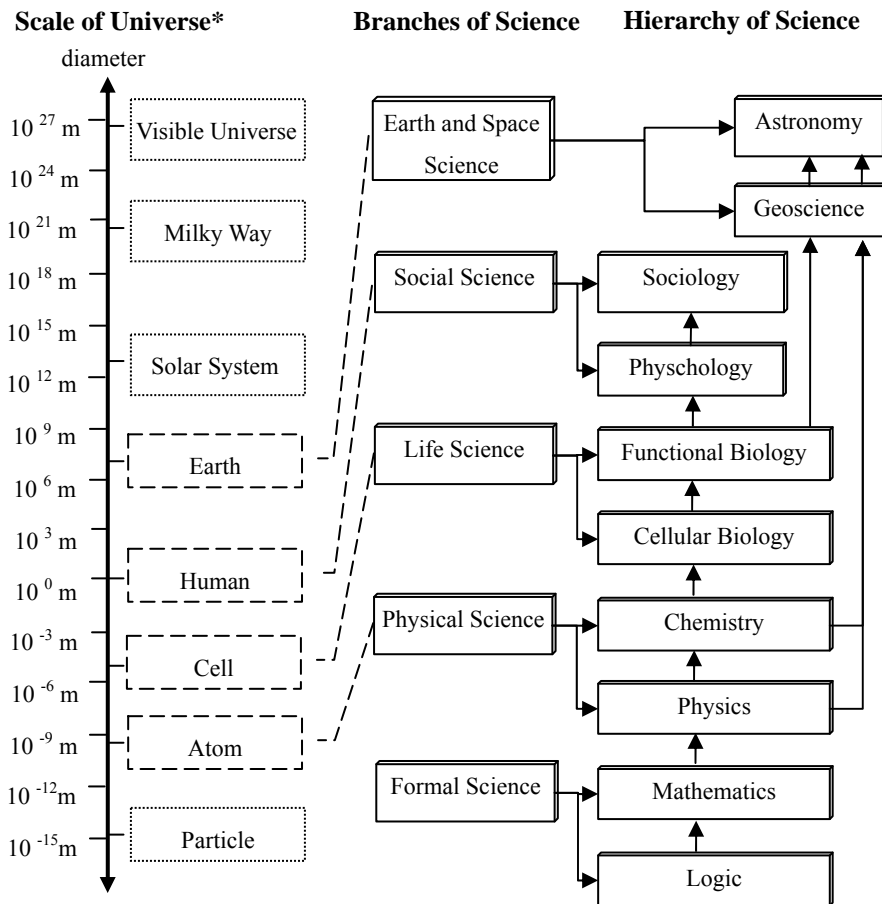 Scale of Universe*
Branches of Science
Hierarchy of Science
diameter
10 27 m
Visible Universe
10 24 m
10 21 m
Milky Way
10 18 m
10 15 m
Solar System
10 12 m
10 9 m
Earth
10 6 m
10 3 m
Human
10 0 m
10 -3 m
Cell
10 -6 m
Atom
10 -9 m
10 -12 m
Particle
10 -15 m
Earth and Space
Science
Social Science
Life Science
Physical Science
Formal Science
Astronomy
Geoscience
Sociology
Physchology
Functional Biology
Cellular Biology
Chemistry
Physics
Mathematics
Logic